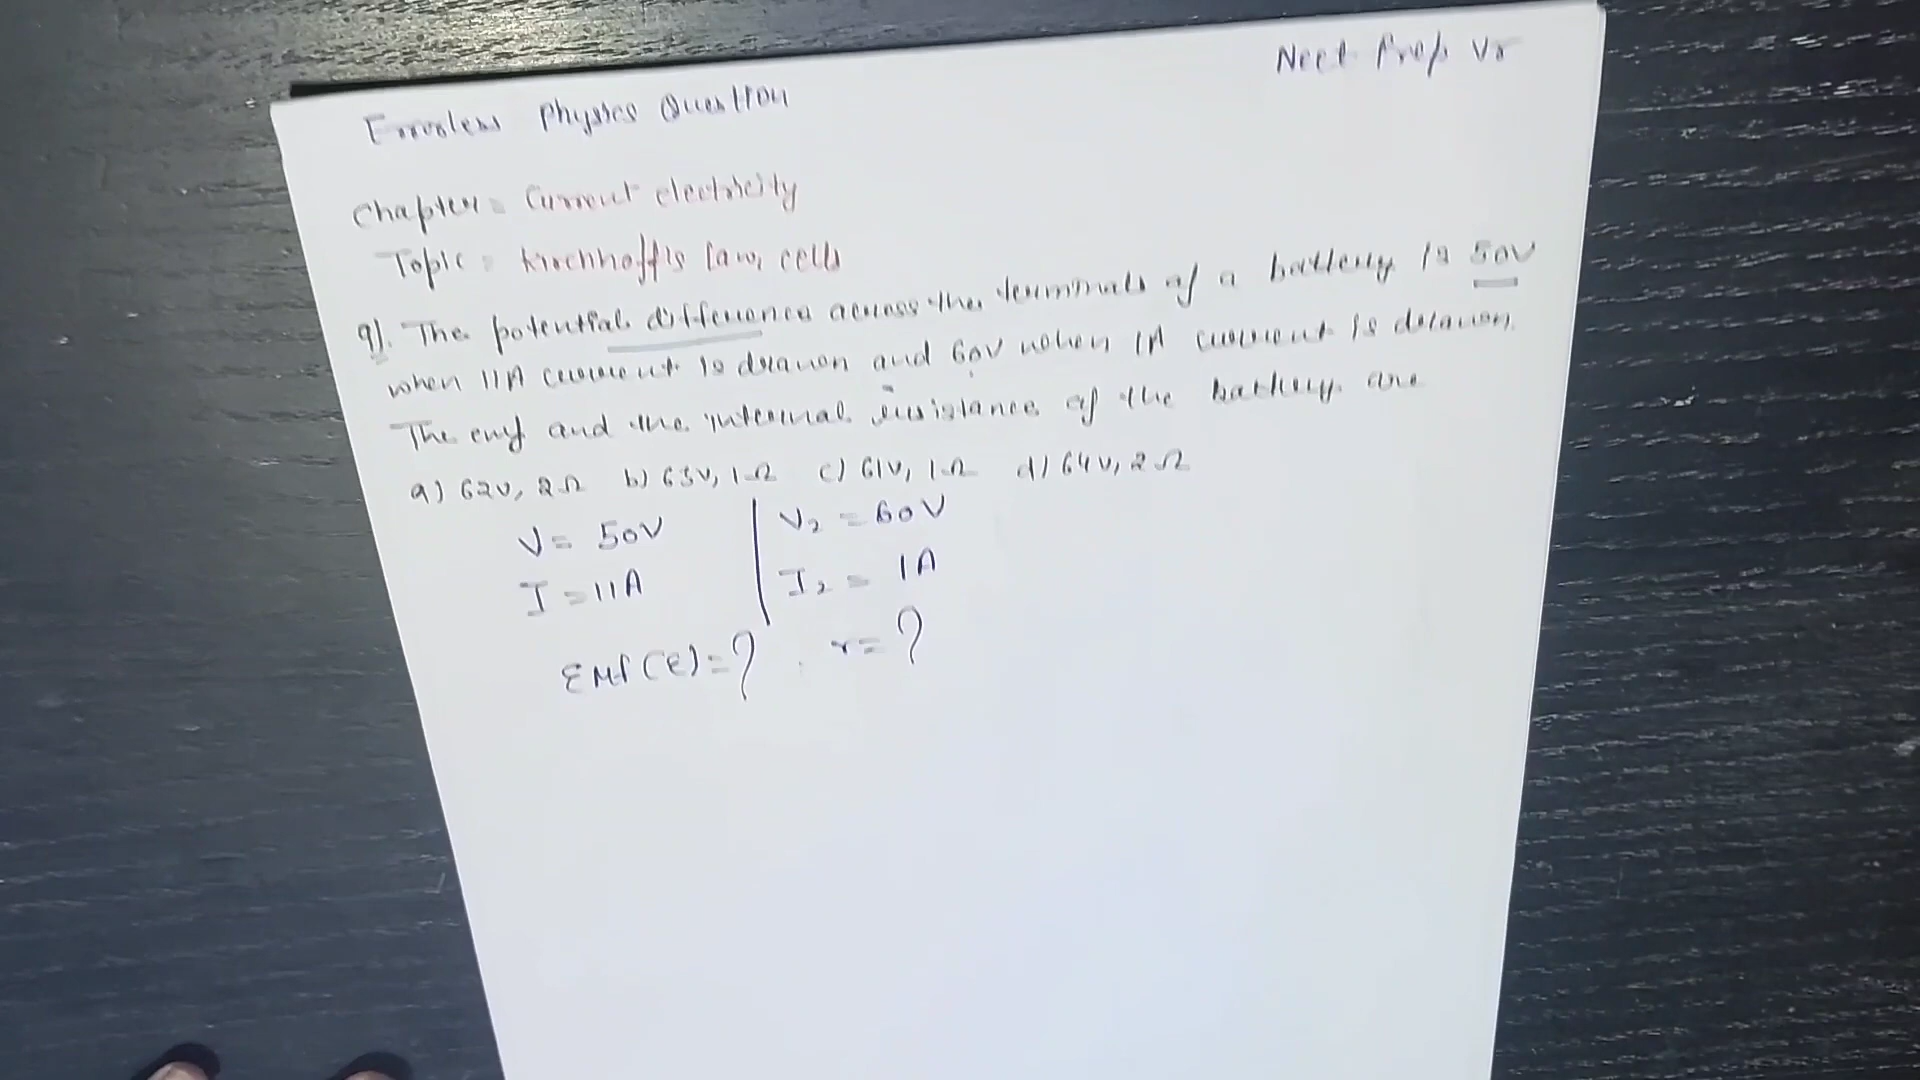 Errorless Physics Question
Neet Prep Vr
Chapter = Current electricity
Topic = Kirchhoff's law, cells
q). The potential difference across the terminals of a battery is 50V
when 11A current is drawn and 60V when 1A current is drawn.
The emf and the internal resistance of the battery are
a) 62V, 2Ω b) 63V, 1Ω c) 61V, 1Ω d) 64V, 2Ω
V = 50V V₂ = 60V
I = 11A I₂ = 1A
EMf (E) = ? r = ?